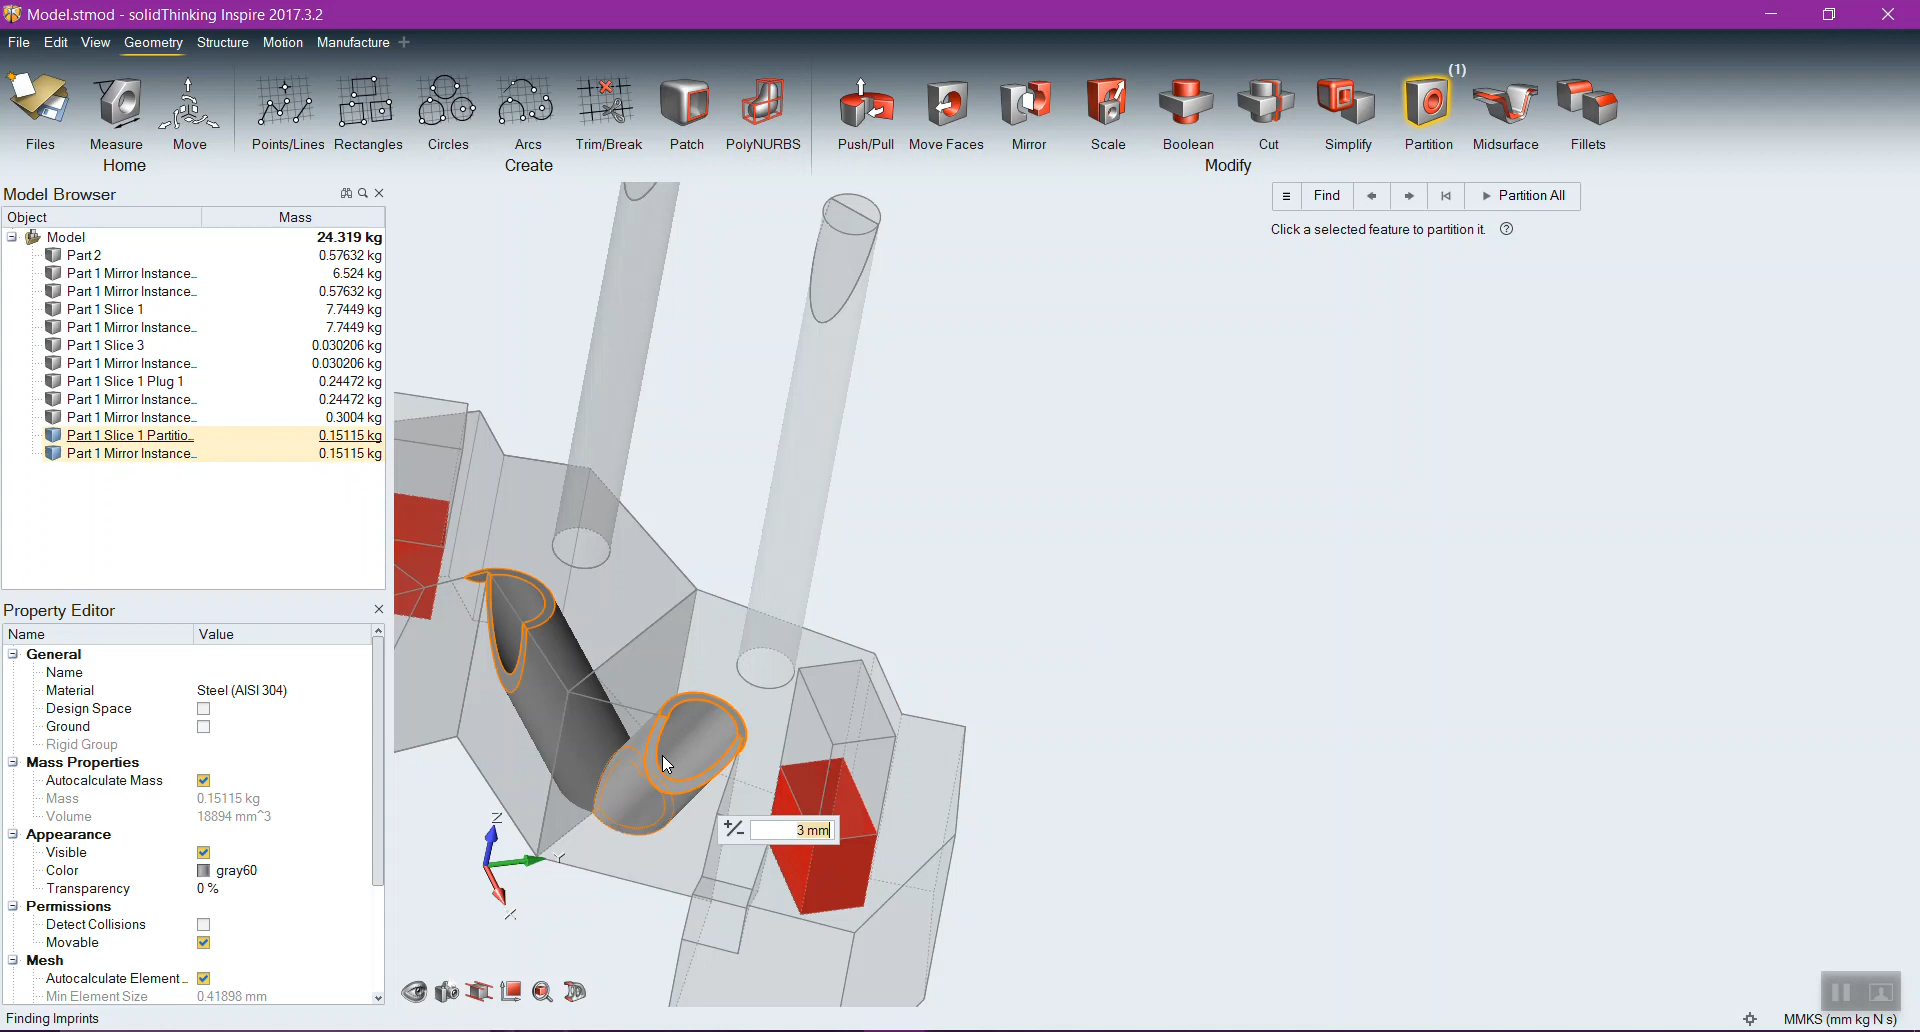 Model.stmod - solidThinking Inspire 2017.3.2
File Edit View Geometry Structure Motion Manufacture
(1)
Files Measure Move Points/Lines Rectangles Circles Arcs Trim/Break Patch PolyNURBS Push/Pull Move Faces Mirror Scale Boolean Cut Simplify Partition Midsurface Fillets
Home Create Modify
Model Browser
Find Partition All
Click a selected feature to partition it.
Object Mass
Model 24.319 kg
Part 2 0.57632 kg
Part 1 Mirror Instance... 6.524 kg
Part 1 Mirror Instance... 0.57632 kg
Part 1 Slice 1 7.7449 kg
Part 1 Mirror Instance... 7.7449 kg
Part 1 Slice 3 0.030206 kg
Part 1 Mirror Instance... 0.030206 kg
Part 1 Slice 1 Plug 1 0.24472 kg
Part 1 Mirror Instance... 0.24472 kg
Part 1 Mirror Instance... 0.3004 kg
Part 1 Slice 1 Partitio... 0.15115 kg
Part 1 Mirror Instance... 0.15115 kg
Property Editor
Name Value
General
Name
Material Steel (AISI 304)
Design Space
Ground
Rigid Group
Mass Properties
Autocalculate Mass
Mass 0.15115 kg
Volume 18894 mm^3
Appearance
Visible
Color gray60
Transparency 0 %
Permissions
Detect Collisions
Movable
Mesh
Autocalculate Element...
Min Element Size 0.41898 mm
3 mm
Z
Y
X
Finding Imprints
MMKS (mm kg N s)